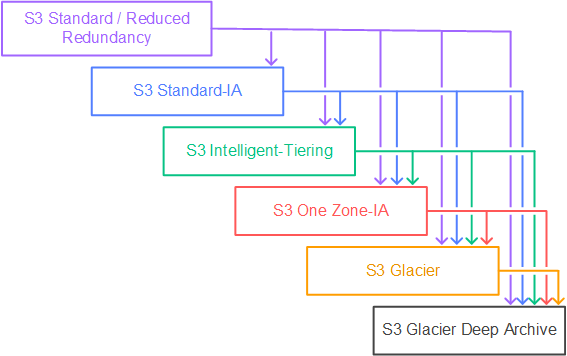 S3 Standard / Reduced
Redundancy
S3 Standard-IA
S3 Intelligent-Tiering
S3 One Zone-IA
S3 Glacier
S3 Glacier Deep Archive